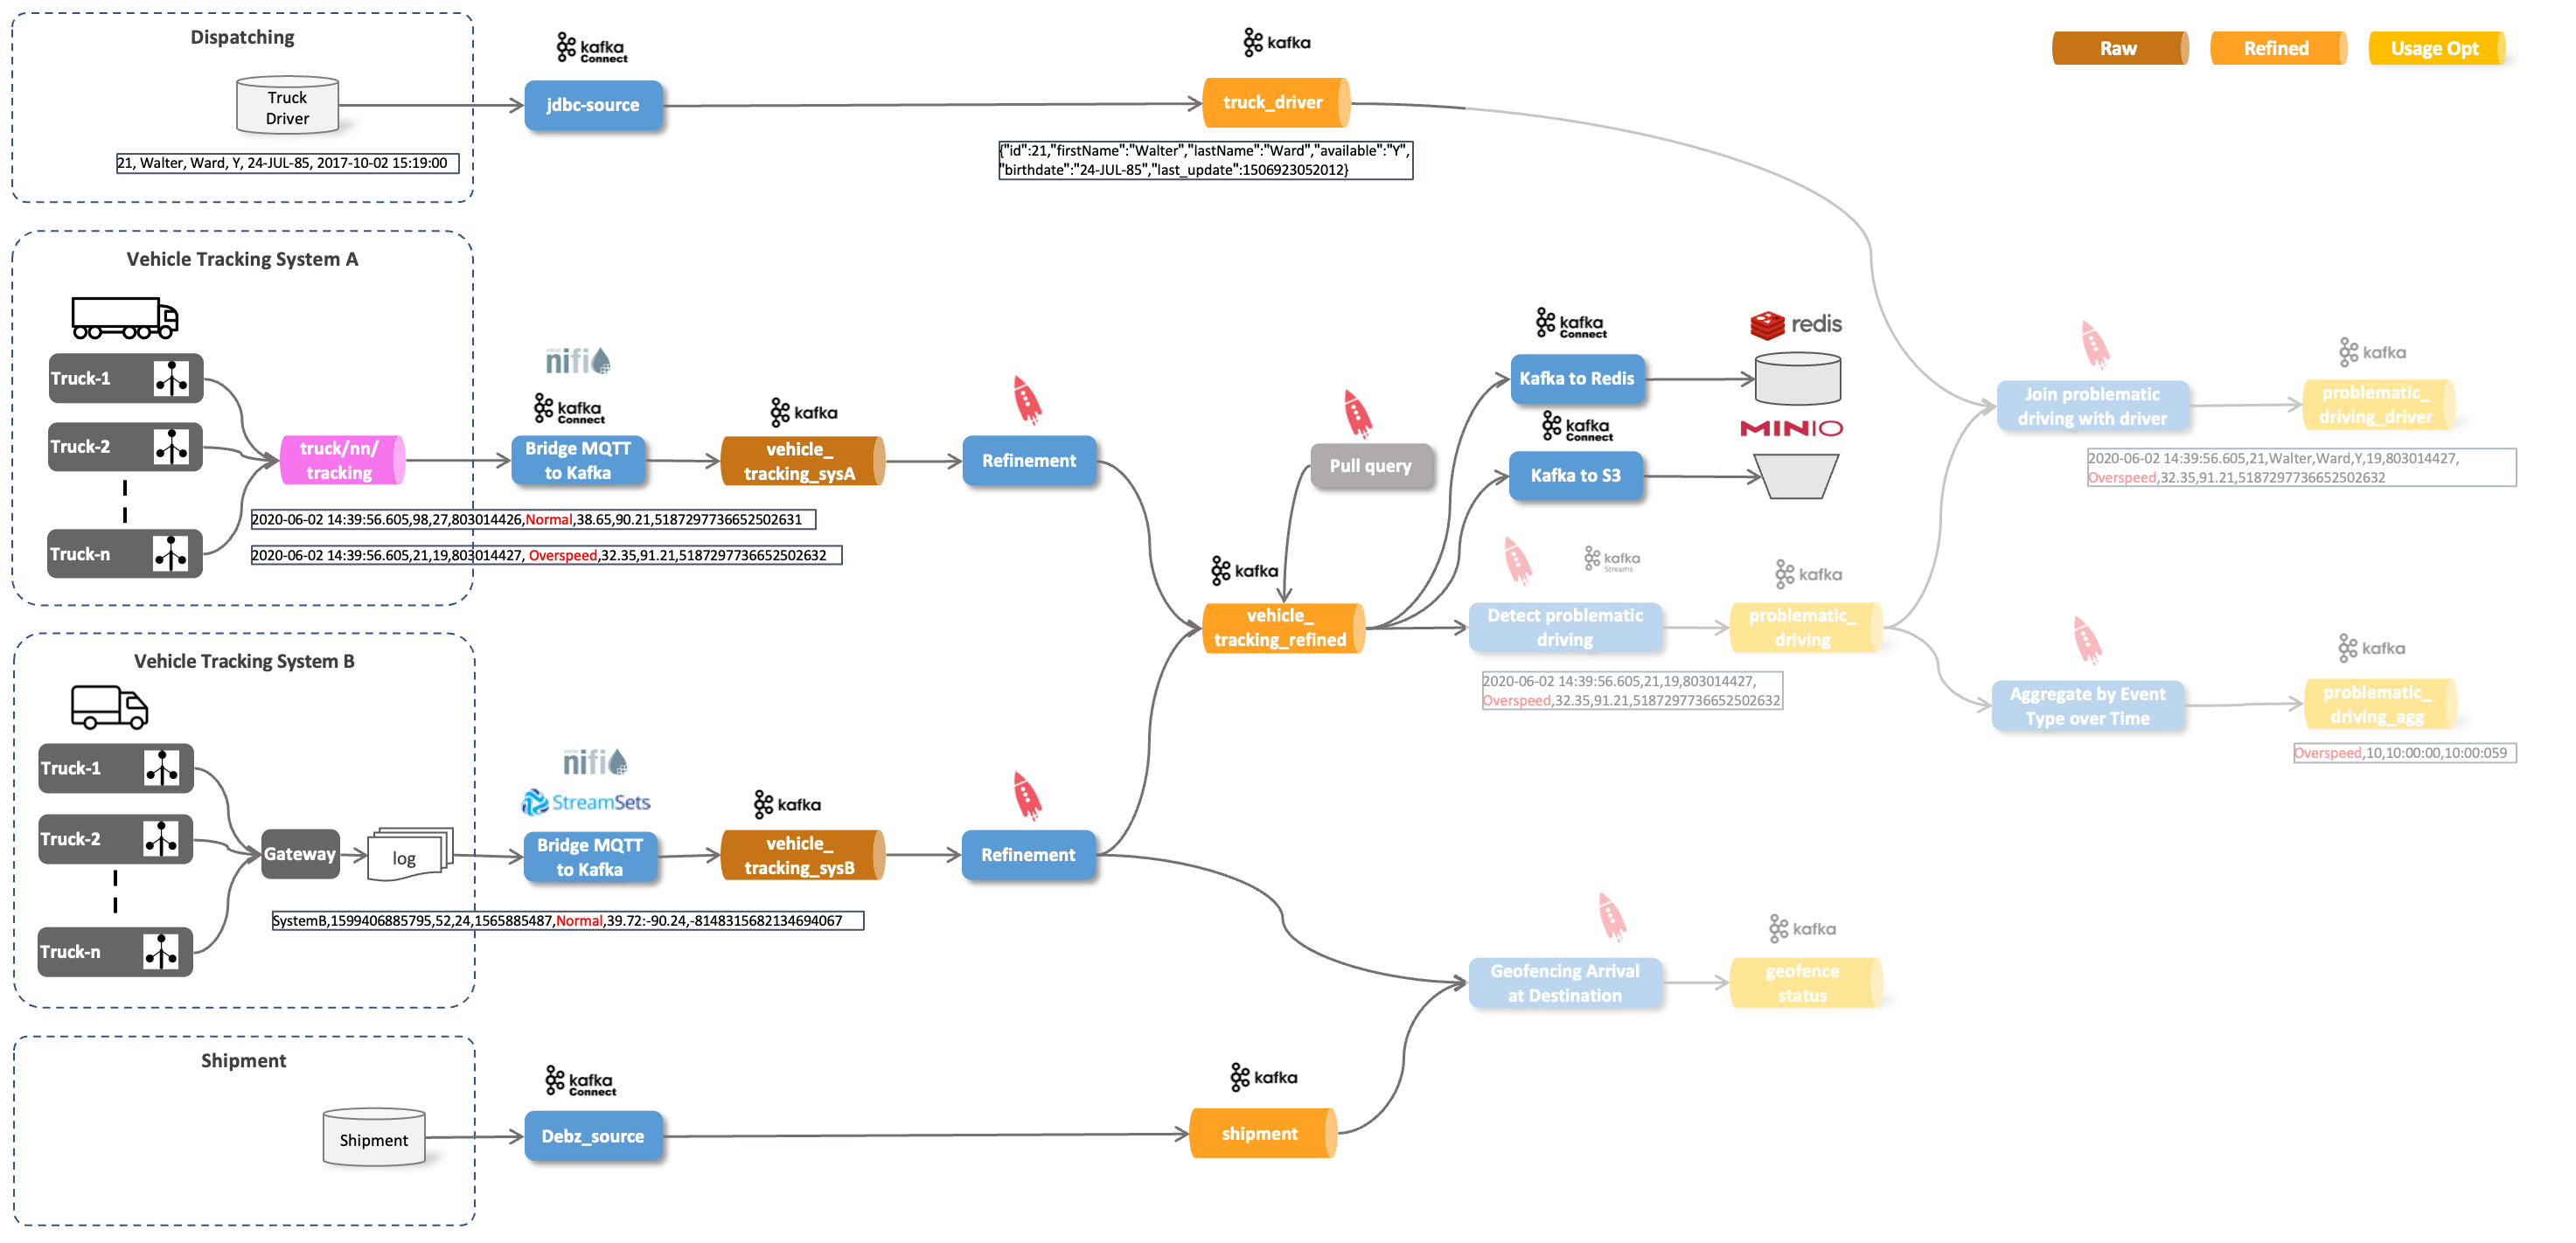 Dispatching
Truck
Driver
21, Walter, Ward, Y, 24-JUL-85, 2017-10-02 15:19:00
kafka
Connect
jdbc-source
kafka
truck_driver
{"id":21,"firstName":"Walter","lastName":"Ward","available":"Y",
"birthdate":"24-JUL-85","last_update":1506923052012}
Raw
Refined
Usage Opt
Vehicle Tracking System A
Truck-1
Truck-2
Truck-n
truck/nn/
tracking
nifi
kafka
Connect
Bridge MQTT
to Kafka
kafka
vehicle_
tracking_sysA
Refinement
2020-06-02 14:39:56.605,98,27,803014426,Normal,38.65,90.21,5187297736652502631
2020-06-02 14:39:56.605,21,19,803014427, Overspeed,32.35,91.21,5187297736652502632
Pull query
kafka
vehicle_
tracking_refined
kafka
Connect
Kafka to Redis
redis
kafka
Connect
Kafka to S3
MINIO
kafka
Streams
Detect problematic
driving
2020-06-02 14:39:56.605,21,19,803014427,
Overspeed,32.35,91.21,5187297736652502632
kafka
problematic_
driving
Join problematic
driving with driver
kafka
problematic_
driving_driver
2020-06-02 14:39:56.605,21,Walter,Ward,Y,19,803014427,
Overspeed,32.35,91.21,5187297736652502632
Aggregate by Event
Type over Time
kafka
problematic_
driving_agg
Overspeed,10,10:00:00,10:00:059
Vehicle Tracking System B
Truck-1
Truck-2
Truck-n
Gateway
log
nifi
StreamSets
Bridge MQTT
to Kafka
kafka
vehicle_
tracking_sysB
Refinement
SystemB,1599406885795,52,24,1565885487,Normal,39.72:-90.24,-8148315682134694067
Geofencing Arrival
at Destination
kafka
geofence
status
Shipment
Shipment
kafka
Connect
Debz_source
kafka
shipment